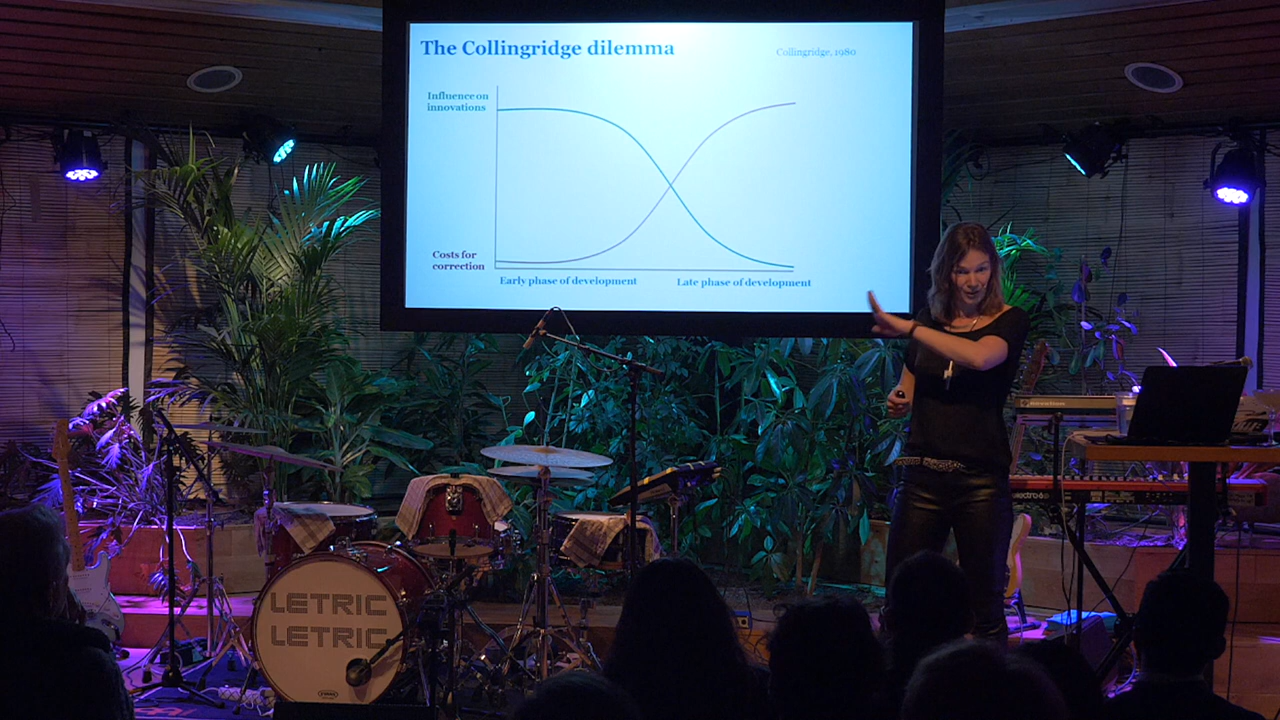 The Collingridge dilemma
Collingridge, 1980
Influence on
innovations
Costs for
correction
Early phase of development
Late phase of development
LETRIC
LETRIC